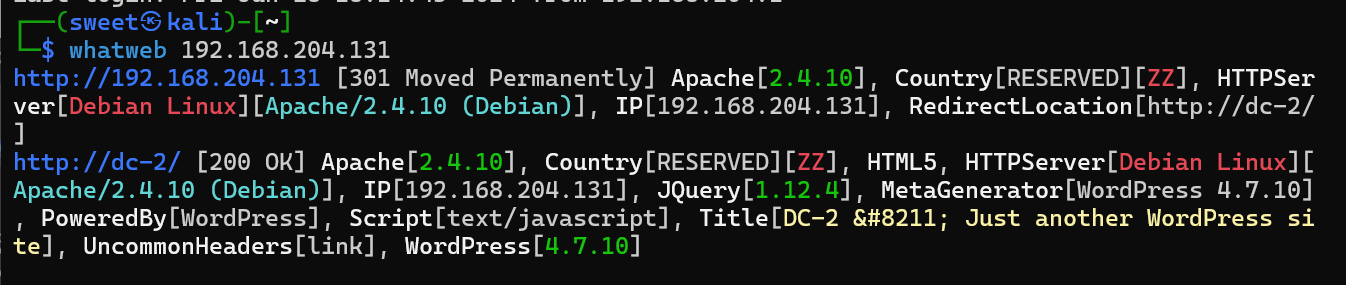 ┌──(sweet㉿kali)-[~]
└─$ whatweb 192.168.204.131
http://192.168.204.131 [301 Moved Permanently] Apache[2.4.10], Country[RESERVED][ZZ], HTTPSer
ver[Debian Linux][Apache/2.4.10 (Debian)], IP[192.168.204.131], RedirectLocation[http://dc-2/
]
http://dc-2/ [200 OK] Apache[2.4.10], Country[RESERVED][ZZ], HTML5, HTTPServer[Debian Linux][
Apache/2.4.10 (Debian)], IP[192.168.204.131], JQuery[1.12.4], MetaGenerator[WordPress 4.7.10]
, PoweredBy[WordPress], Script[text/javascript], Title[DC-2 &#8211; Just another WordPress si
te], UncommonHeaders[link], WordPress[4.7.10]